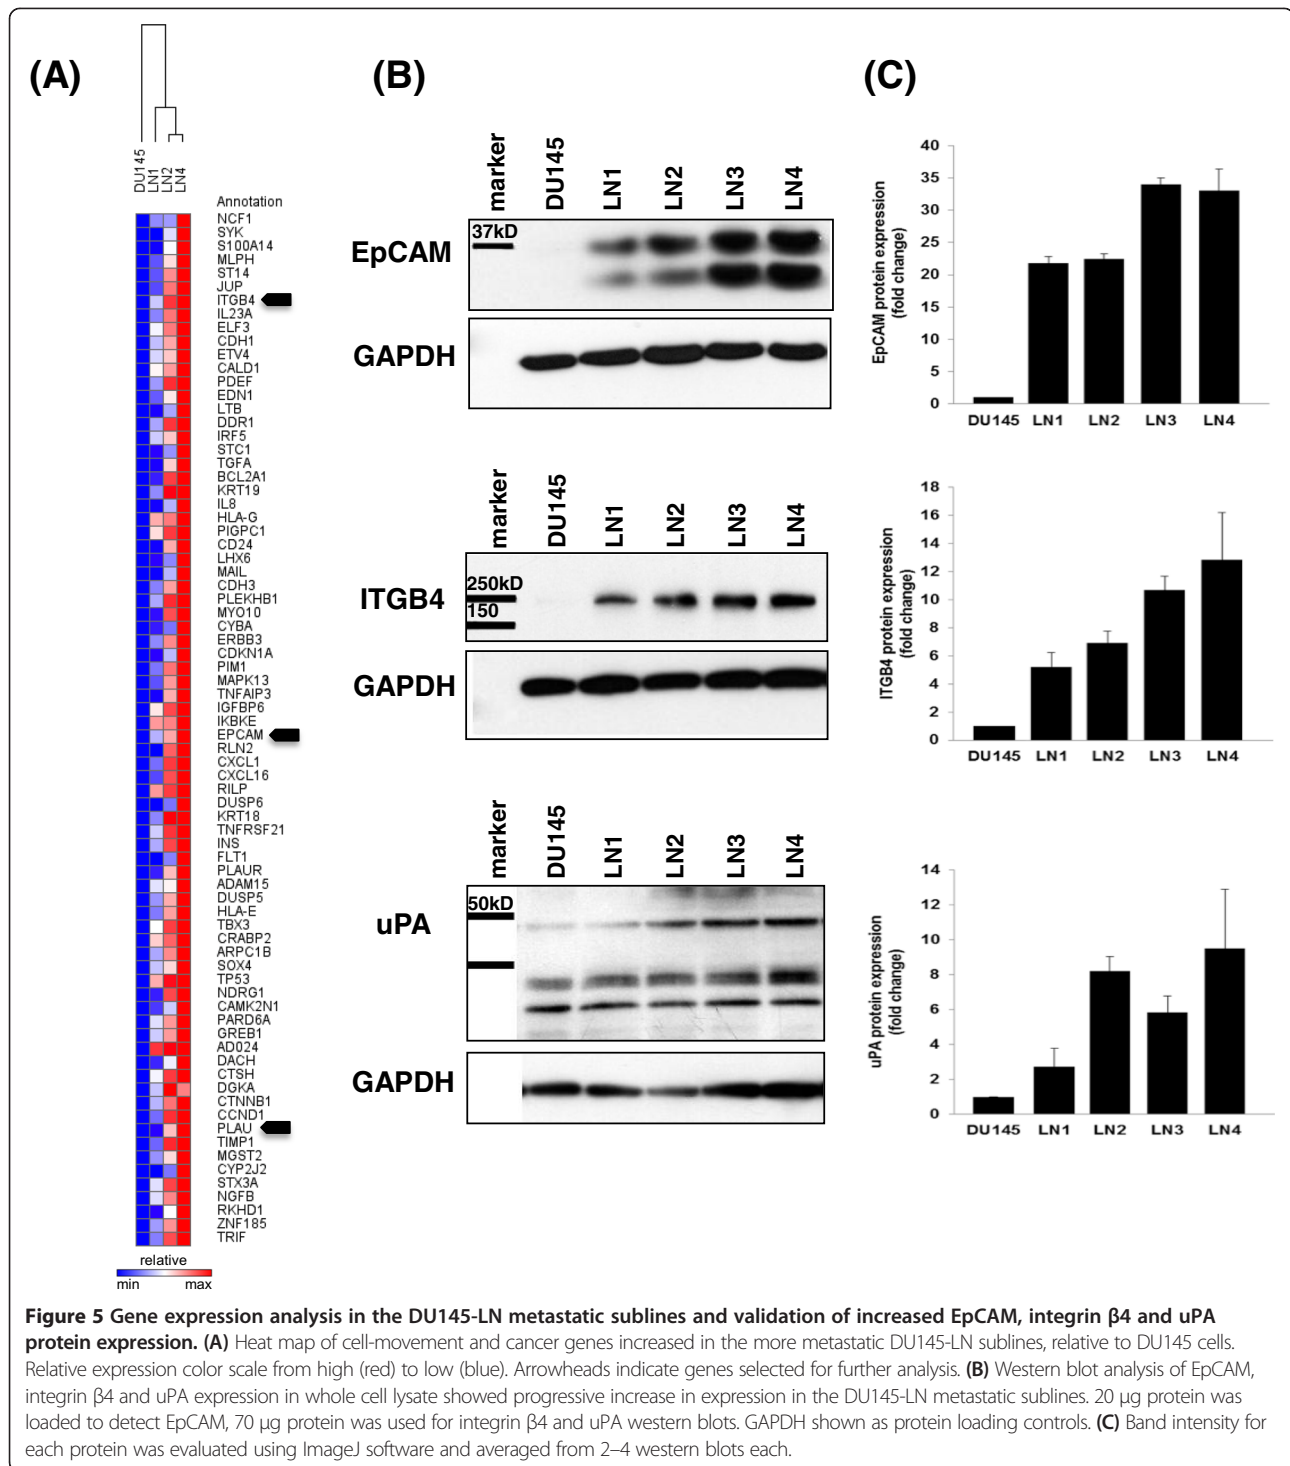 (A)
DU145
LN1
LN2
LN4
Annotation
NCF1
SYK
S100A14
MLPH
ST14
JUP
ITGB4
IL23A
ELF3
CDH1
ETV4
CALD1
PDEF
EDN1
LTB
DDR1
IRF5
STC1
TGFA
BCL2A1
KRT19
IL8
HLA-G
PIGPC1
CD24
LHX6
MAIL
CDH3
PLEKHB1
MYO10
CYBA
ERBB3
CDKN1A
PIM1
MAPK13
TNFAIP3
IGFBP6
IKBKE
EPCAM
RLN2
CXCL1
CXCL16
RILP
DUSP6
KRT18
TNFRSF21
INS
FLT1
PLAUR
ADAM15
DUSP5
HLA-E
TBX3
CRABP2
ARPC1B
SOX4
TP53
NDRG1
CAMK2N1
PARD6A
GREB1
AD024
DACH
CTSH
DGKA
CTNNB1
CCND1
PLAU
TIMP1
MGST2
CYP2J2
STX3A
NGFB
RKHD1
ZNF185
TRIF
relative
min max
(B)
marker DU145 LN1 LN2 LN3 LN4
37kD
EpCAM
GAPDH
marker DU145 LN1 LN2 LN3 LN4
250kD
150
ITGB4
GAPDH
marker DU145 LN1 LN2 LN3 LN4
50kD
uPA
GAPDH
(C)
EpCAM protein expression
(fold change)
40
35
30
25
20
15
10
5
0
DU145 LN1 LN2 LN3 LN4
ITGB4 protein expression
(fold change)
18
16
14
12
10
8
6
4
2
0
DU145 LN1 LN2 LN3 LN4
uPA protein expression
(fold change)
14
12
10
8
6
4
2
0
DU145 LN1 LN2 LN3 LN4
Figure 5 Gene expression analysis in the DU145-LN metastatic sublines and validation of increased EpCAM, integrin β4 and uPA
protein expression. (A) Heat map of cell-movement and cancer genes increased in the more metastatic DU145-LN sublines, relative to DU145 cells.
Relative expression color scale from high (red) to low (blue). Arrowheads indicate genes selected for further analysis. (B) Western blot analysis of EpCAM,
integrin β4 and uPA expression in whole cell lysate showed progressive increase in expression in the DU145-LN metastatic sublines. 20 μg protein was
loaded to detect EpCAM, 70 μg protein was used for integrin β4 and uPA western blots. GAPDH shown as protein loading controls. (C) Band intensity for
each protein was evaluated using ImageJ software and averaged from 2–4 western blots each.